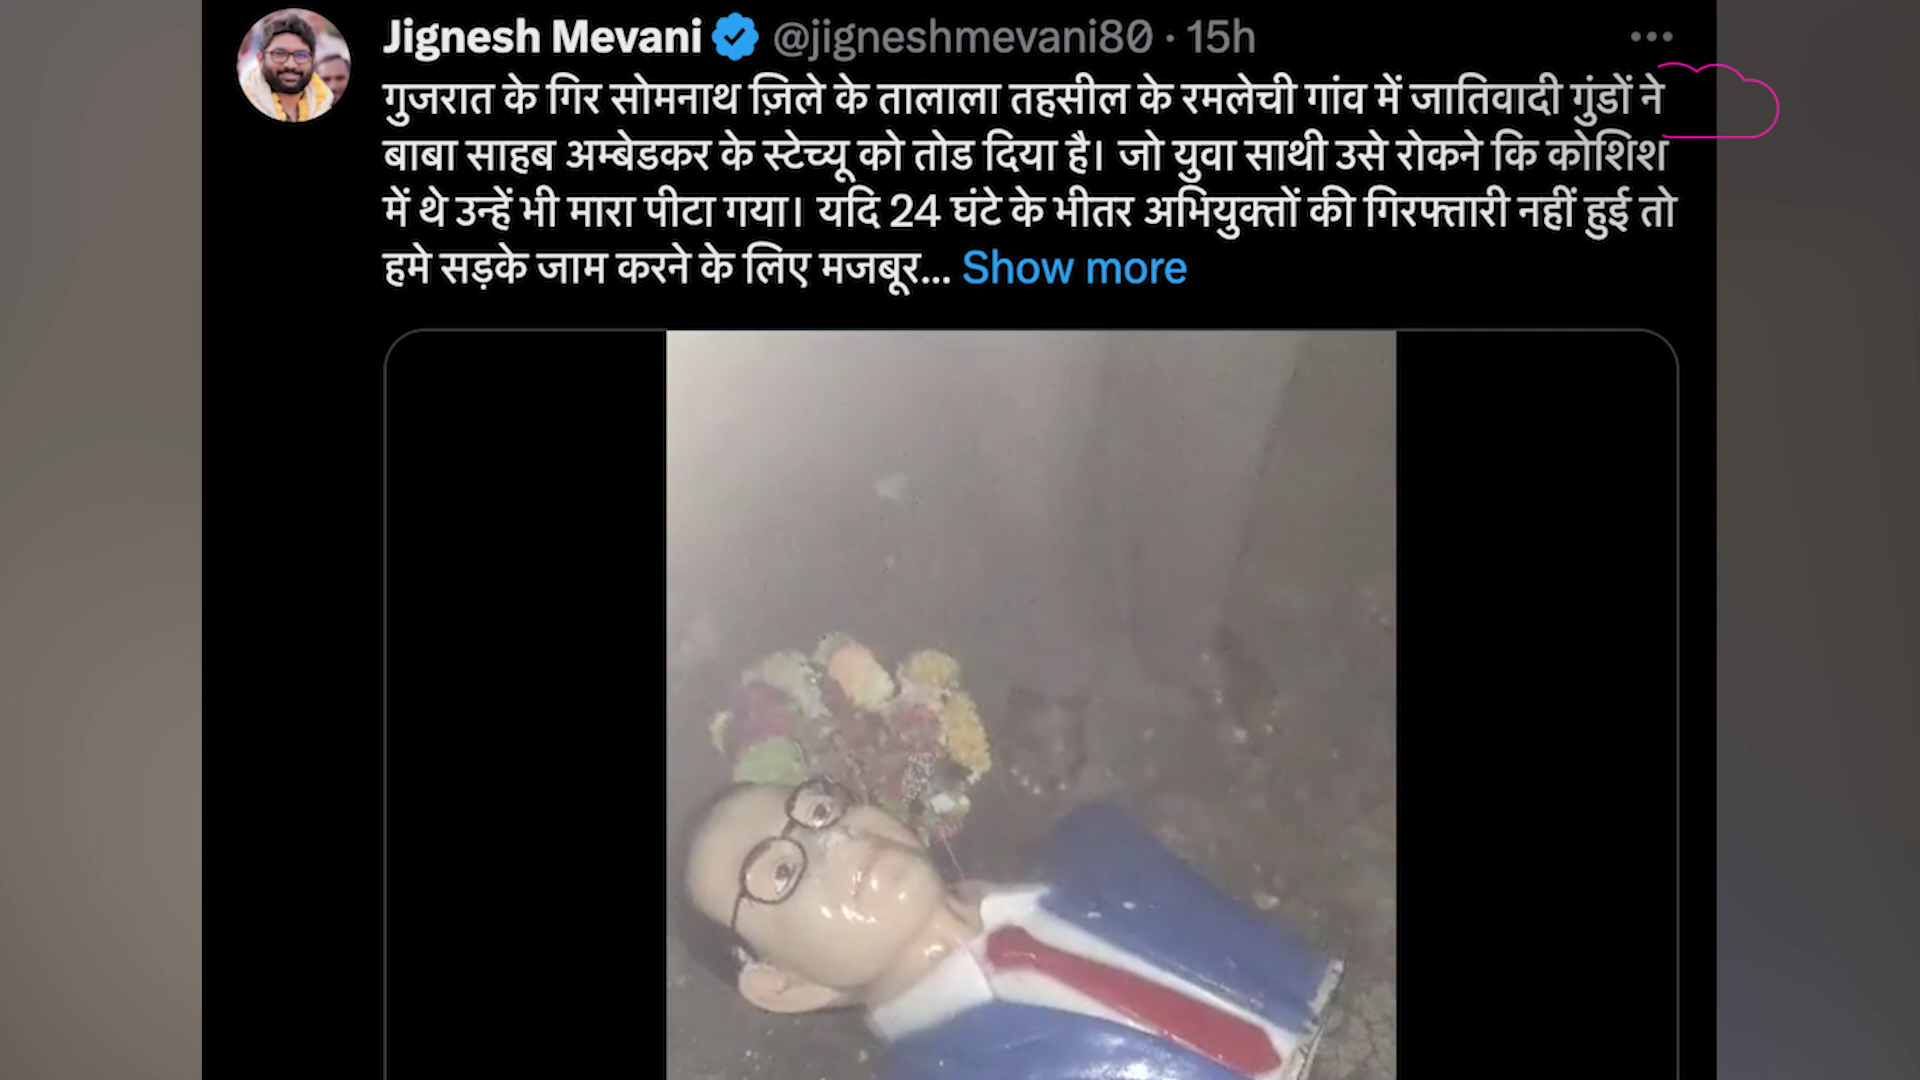 Jignesh Mevani @jigneshmevani80 · 15h
गुजरात के गिर सोमनाथ ज़िले के तालाला तहसील के रमलेची गांव में जातिवादी गुंडों ने
बाबा साहब अम्बेडकर के स्टेच्यू को तोड दिया है। जो युवा साथी उसे रोकने कि कोशिश
में थे उन्हें भी मारा पीटा गया। यदि 24 घंटे के भीतर अभियुक्तों की गिरफ्तारी नहीं हुई तो
हमे सड़के जाम करने के लिए मजबूर... Show more